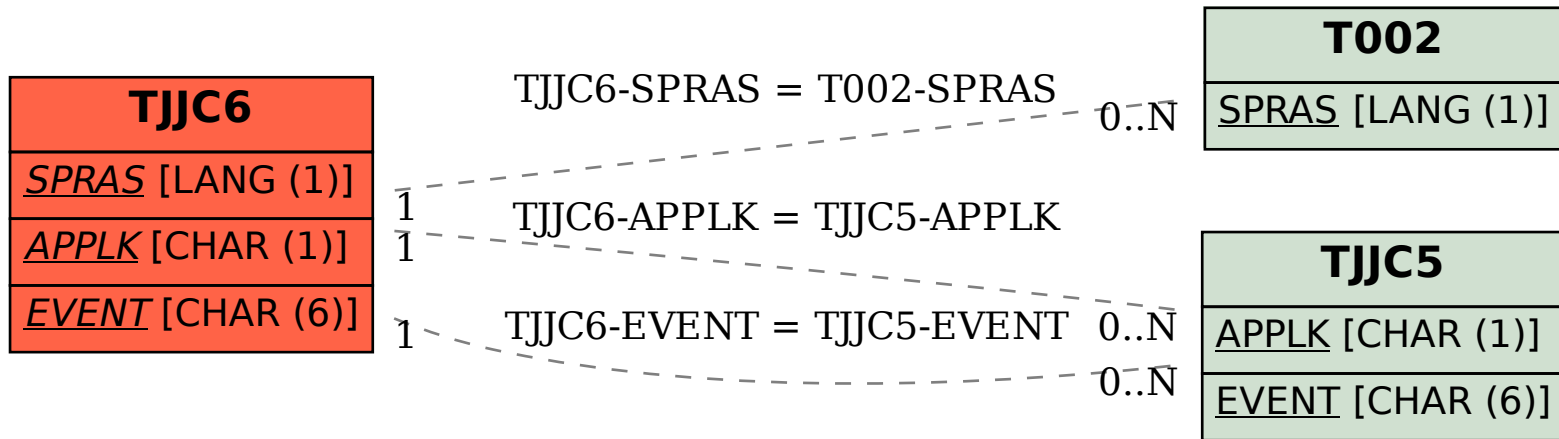 TJJC6
SPRAS [LANG (1)]
APPLK [CHAR (1)]
EVENT [CHAR (6)]
TJJC6-SPRAS = T002-SPRAS
1
0..N
TJJC6-APPLK = TJJC5-APPLK
1
0..N
TJJC6-EVENT = TJJC5-EVENT
1
0..N
T002
SPRAS [LANG (1)]
TJJC5
APPLK [CHAR (1)]
EVENT [CHAR (6)]